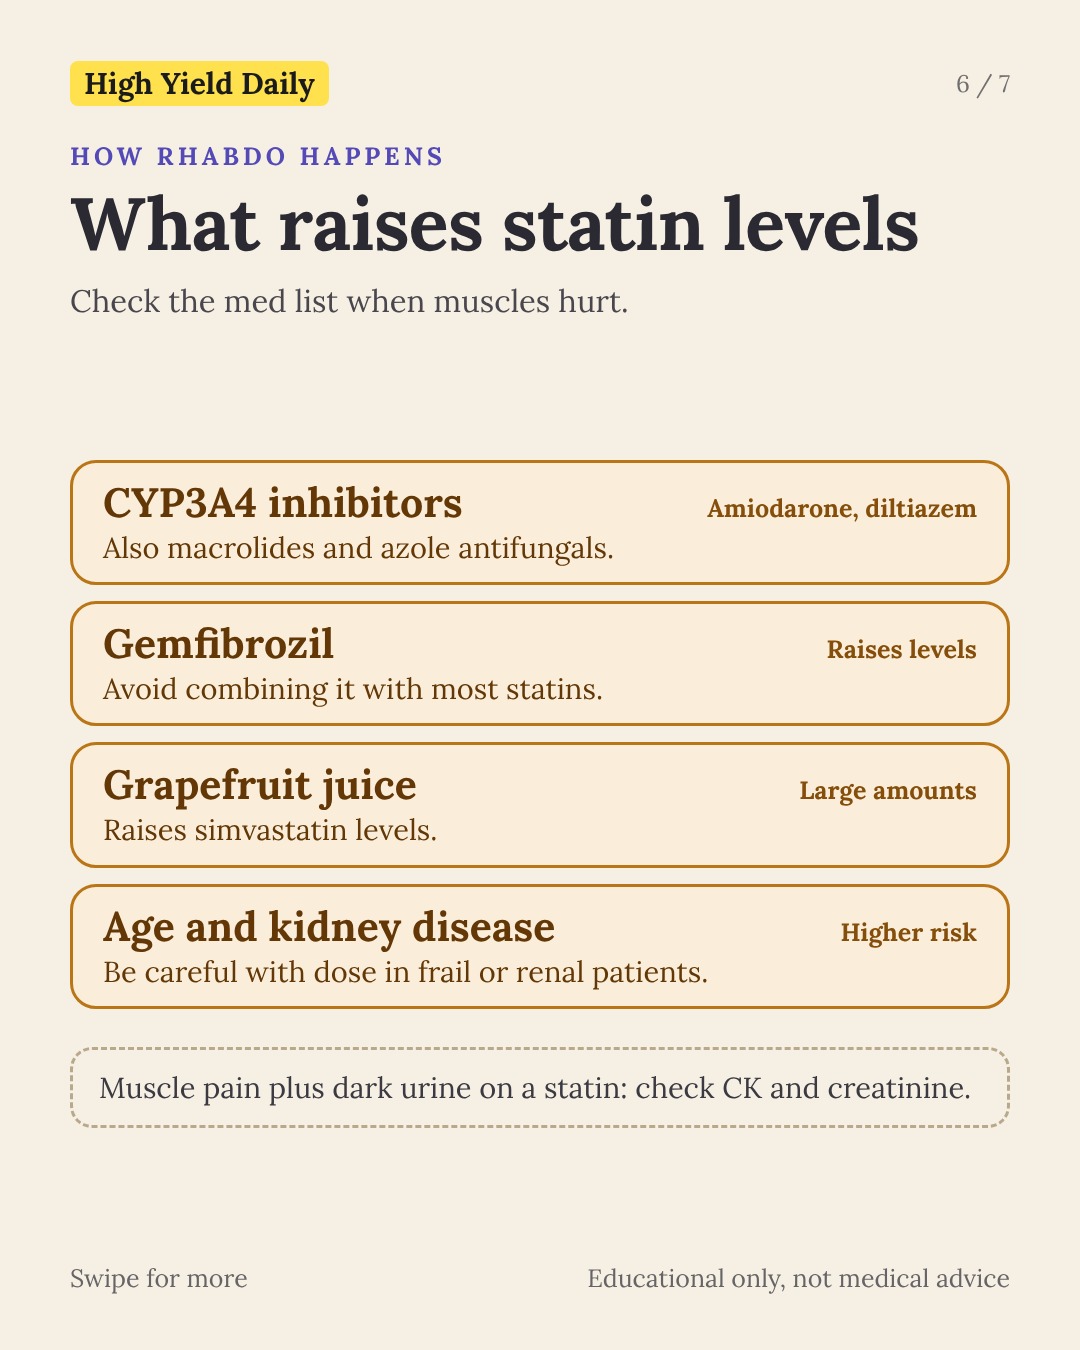 High Yield Daily
6 / 7
HOW RHABDO HAPPENS
What raises statin levels
Check the med list when muscles hurt.
CYP3A4 inhibitors
Amiodarone, diltiazem
Also macrolides and azole antifungals.
Gemfibrozil
Raises levels
Avoid combining it with most statins.
Grapefruit juice
Large amounts
Raises simvastatin levels.
Age and kidney disease
Higher risk
Be careful with dose in frail or renal patients.
Muscle pain plus dark urine on a statin: check CK and creatinine.
Swipe for more
Educational only, not medical advice